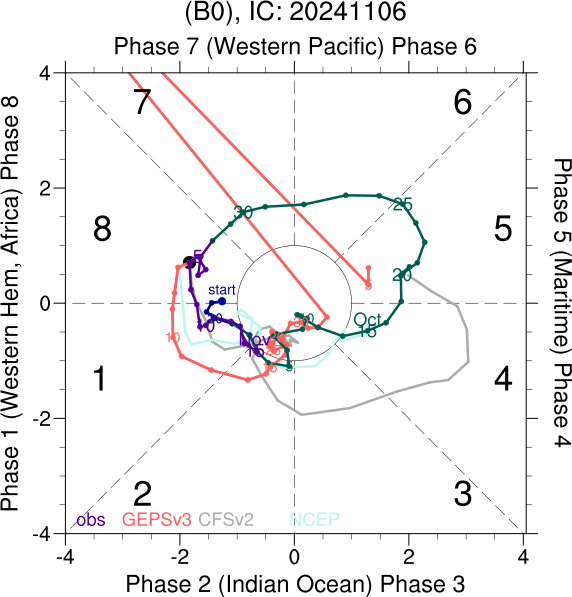 (B0), IC: 20241106
Phase 7 (Western Pacific) Phase 6
Phase 1 (Western Hem, Africa) Phase 8
Phase 5 (Maritime) Phase 4
4
2
0
-2
-4
7
6
8
5
1
4
2
3
30
25
20
start
Oct
15
Nov
10
obs GEPSv3 CFSv2 NCEP
-4 -2 0 2 4
Phase 2 (Indian Ocean) Phase 3